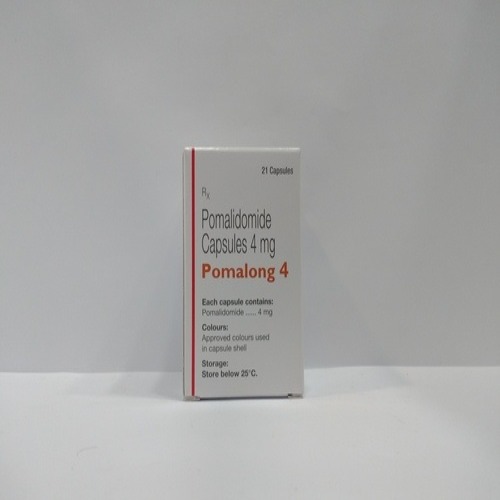 21 Capsules
Rx
Pomalidomide
Capsules 4 mg
Pomalong 4
Each capsule contains:
Pomalidomide ..... 4 mg
Colours:
Approved colours used
in capsule shell
Storage:
Store below 25°C.